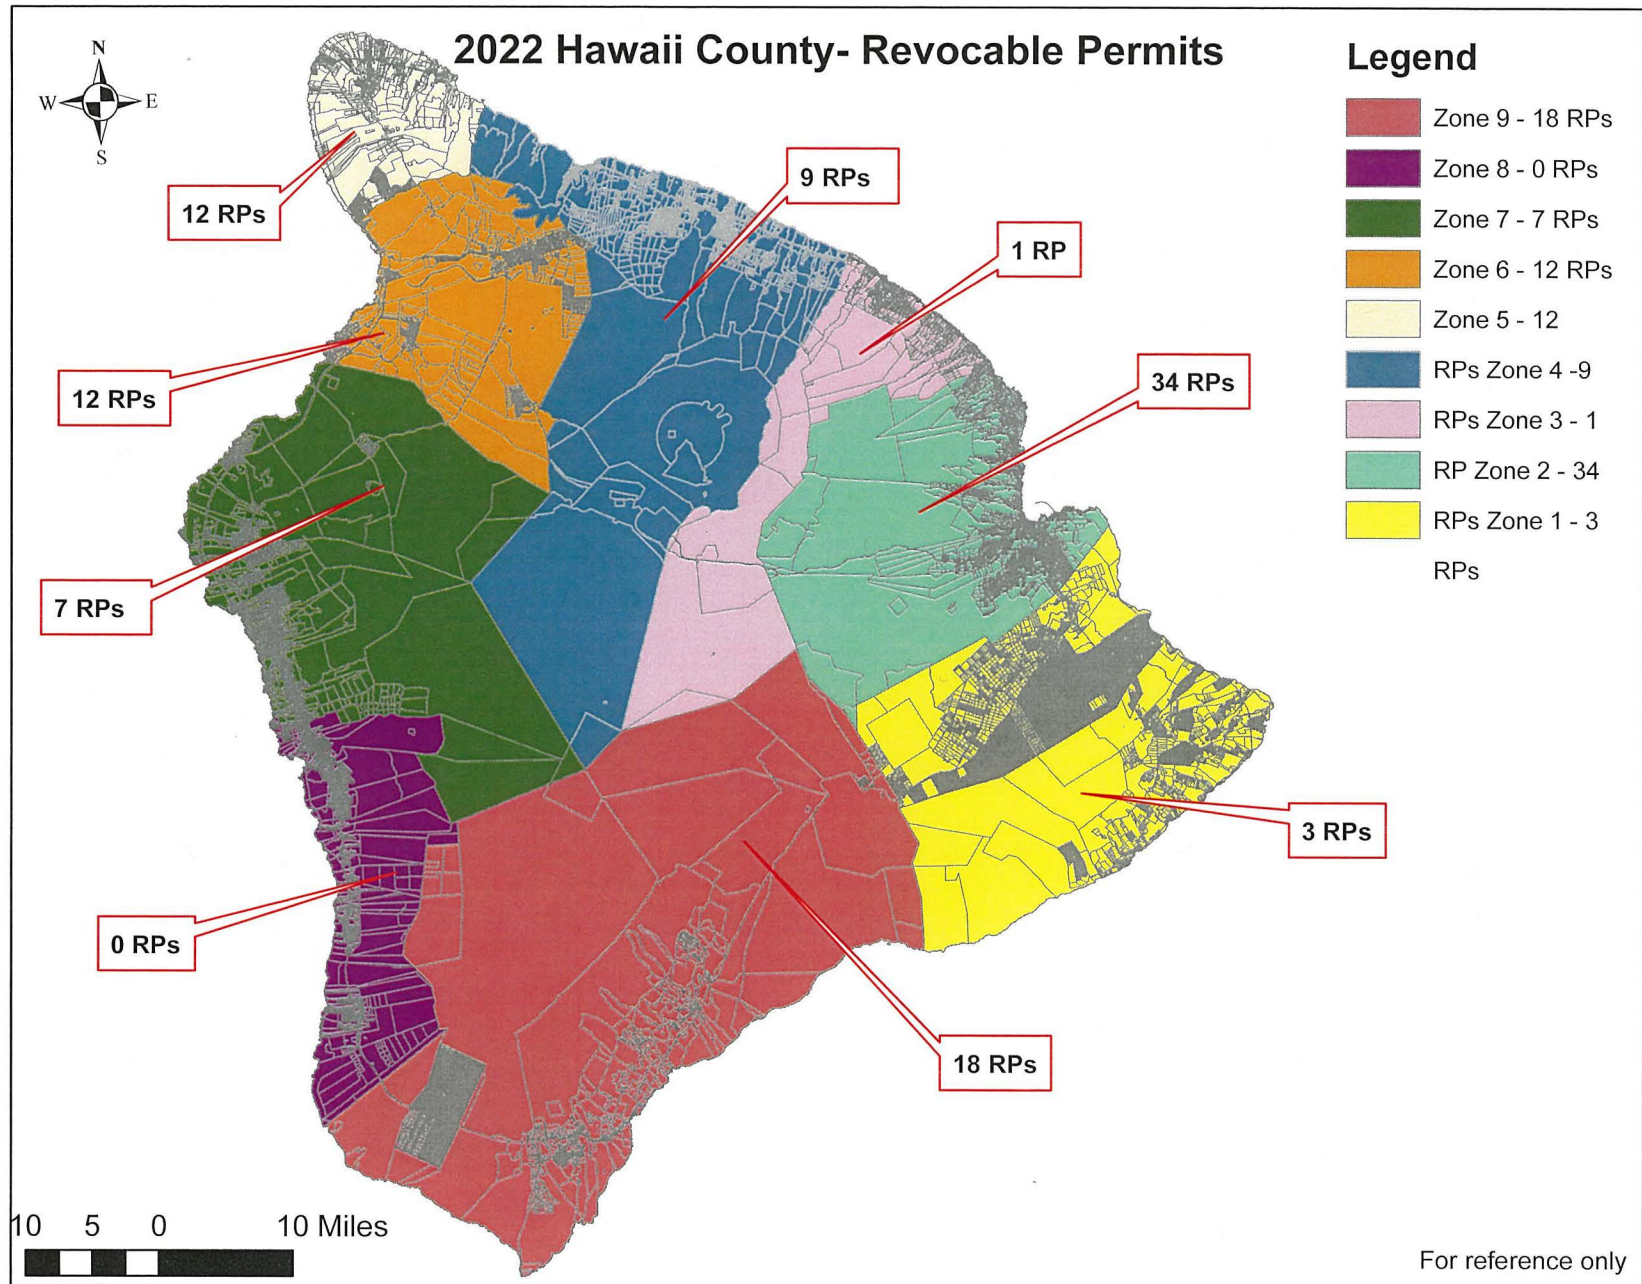 2022 Hawaii County- Revocable Permits
N
W
E
S
Legend
Zone 9 - 18 RPs
Zone 8 - 0 RPs
Zone 7 - 7 RPs
Zone 6 - 12 RPs
Zone 5 - 12
RPs Zone 4 -9
RPs Zone 3 - 1
RP Zone 2 - 34
RPs Zone 1 - 3
RPs
12 RPs
9 RPs
1 RP
34 RPs
12 RPs
7 RPs
3 RPs
0 RPs
18 RPs
10 5 0 10 Miles
For reference only